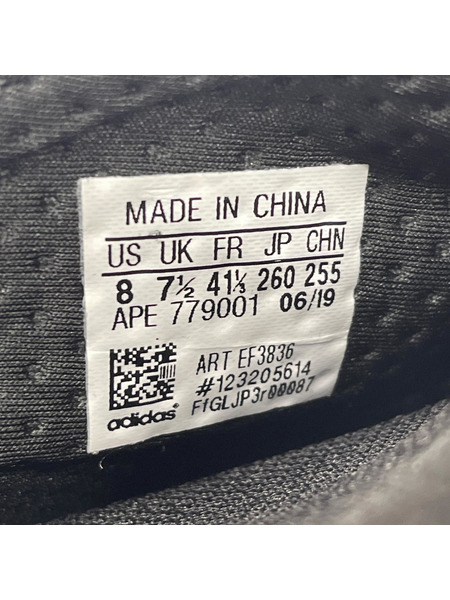 MADE IN CHINA
US UK FR JP CHN
8 7½ 41⅓ 260 255
APE 779001 06/19
ART EF3836
#123205614
FfGLJP3r00087
adidas